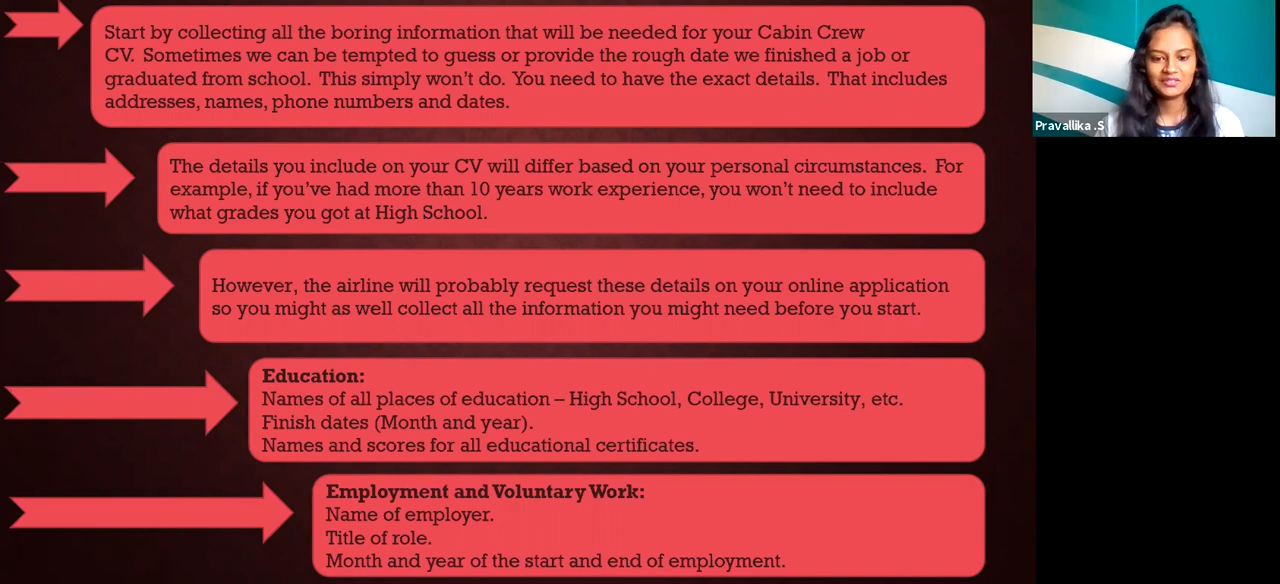 Start by collecting all the boring information that will be needed for your Cabin Crew
CV. Sometimes we can be tempted to guess or provide the rough date we finished a job or
graduated from school. This simply won't do. You need to have the exact details. That includes
addresses, names, phone numbers and dates.
The details you include on your CV will differ based on your personal circumstances. For
example, if you've had more than 10 years work experience, you won't need to include
what grades you got at High School.
However, the airline will probably request these details on your online application
so you might as well collect all the information you might need before you start.
Education:
Names of all places of education – High School, College, University, etc.
Finish dates (Month and year).
Names and scores for all educational certificates.
Employment and Voluntary Work:
Name of employer.
Title of role.
Month and year of the start and end of employment.
Pravallika .S